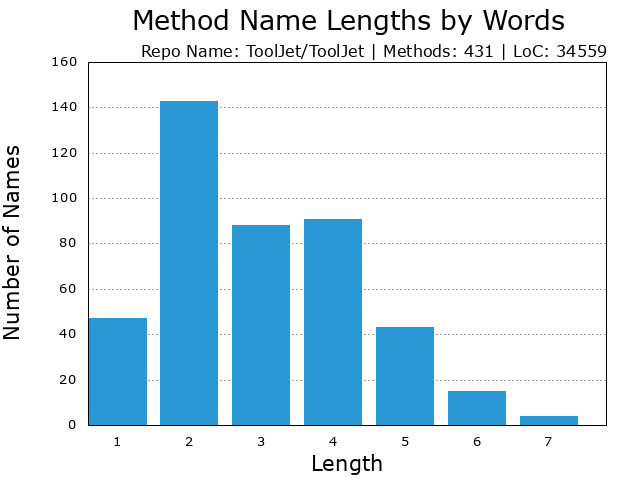 Method Name Lengths by Words
Repo Name: ToolJet/ToolJet | Methods: 431 | LoC: 34559
160
140
120
100
80
60
40
20
0
Number of Names
1 2 3 4 5 6 7
Length